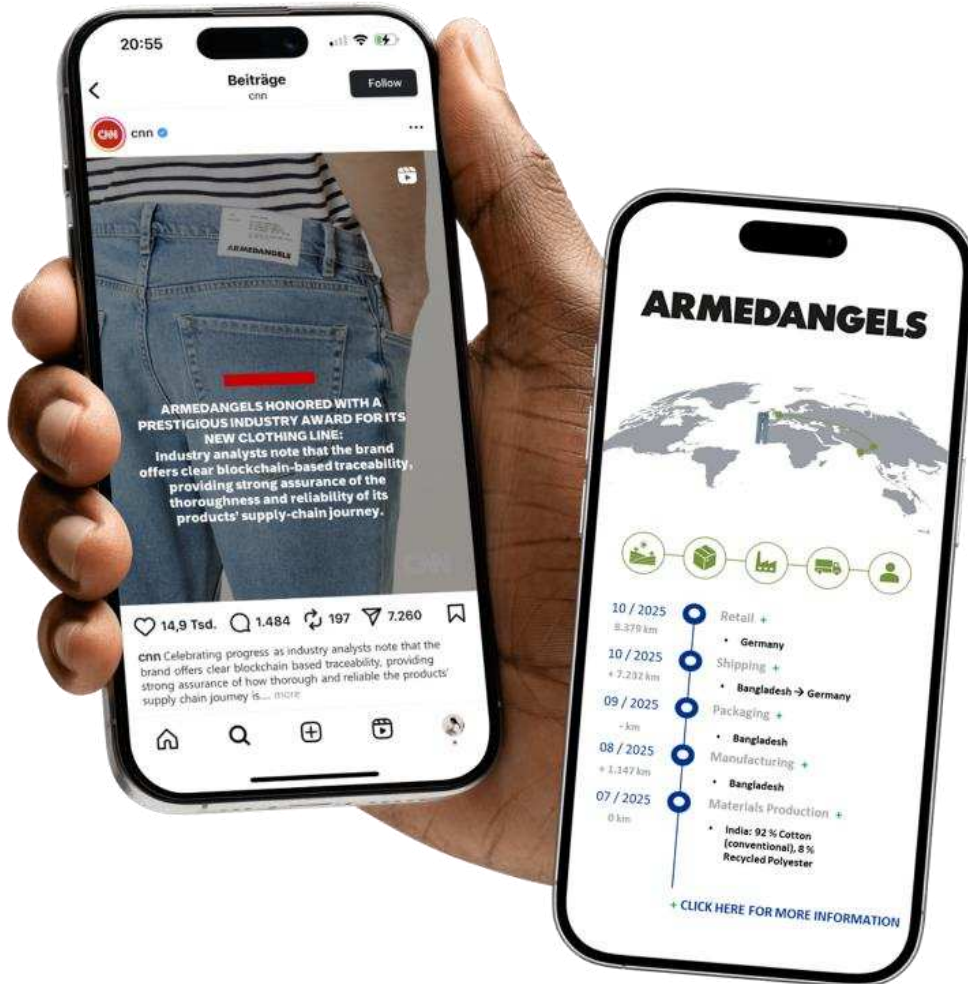 20:55
Beiträge
cnn
Follow
CNN
cnn
ARMEDANGELS
ARMEDANGELS HONORED WITH A
PRESTIGIOUS INDUSTRY AWARD FOR ITS
NEW CLOTHING LINE:
Industry analysts note that the brand
offers clear blockchain-based traceability,
providing strong assurance of the
thoroughness and reliability of its
products' supply-chain journey.
CNN
14,9 Tsd. 1.484 197 7.260
cnn Celebrating progress as industry analysts note that the
brand offers clear blockchain based traceability, providing
strong assurance of how thorough and reliable the products'
supply chain journey is... more
ARMEDANGELS
10 / 2025 Retail +
8.379 km
• Germany
10 / 2025 Shipping +
+ 7.232 km
• Bangladesh → Germany
09 / 2025 Packaging +
- km
• Bangladesh
08 / 2025 Manufacturing +
+ 1.147 km
• Bangladesh
07 / 2025 Materials Production +
0 km
• India: 92 % Cotton
(conventional), 8 %
Recycled Polyester
+ CLICK HERE FOR MORE INFORMATION